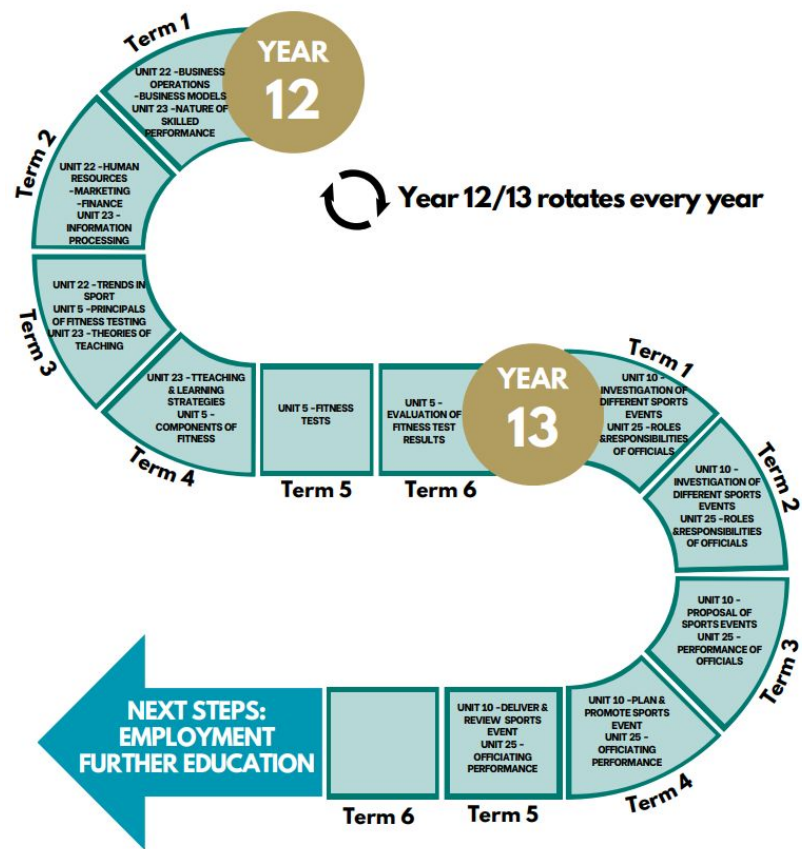 YEAR
12
Term 1
UNIT 22 -BUSINESS
OPERATIONS
-BUSINESS MODELS
UNIT 23 -NATURE OF
SKILLED
PERFORMANCE
Term 2
UNIT 22 -HUMAN
RESOURCES
-MARKETING
-FINANCE
UNIT 23 -
INFORMATION
PROCESSING
Year 12/13 rotates every year
Term 3
UNIT 22 -TRENDS IN
SPORT
UNIT 5 -PRINCIPALS
OF FITNESS TESTING
UNIT 23 -THEORIES OF
TEACHING
Term 4
UNIT 23 -TTEACHING
& LEARNING
STRATEGIES
UNIT 5 -
COMPONENTS OF
FITNESS
Term 5
UNIT 5 -FITNESS
TESTS
Term 6
UNIT 5 -
EVALUATION OF
FITNESS TEST
RESULTS
YEAR
13
Term 1
UNIT 10 -
INVESTIGATION OF
DIFFERENT SPORTS
EVENTS
UNIT 25 -ROLES
&RESPONSIBILITIES
OF OFFICIALS
Term 2
UNIT 10 -
INVESTIGATION OF
DIFFERENT SPORTS
EVENTS
UNIT 25 -ROLES
&RESPONSIBILITIES
OF OFFICIALS
Term 3
UNIT 10 -
PROPOSAL OF
SPORTS EVENTS
UNIT 25 -
PERFORMANCE OF
OFFICIALS
Term 4
UNIT 10 -PLAN &
PROMOTE SPORTS
EVENT
UNIT 25 -
OFFICIATING
PERFORMANCE
Term 5
UNIT 10 -DELIVER &
REVIEW SPORTS
EVENT
UNIT 25 -
OFFICIATING
PERFORMANCE
Term 6
NEXT STEPS:
EMPLOYMENT
FURTHER EDUCATION